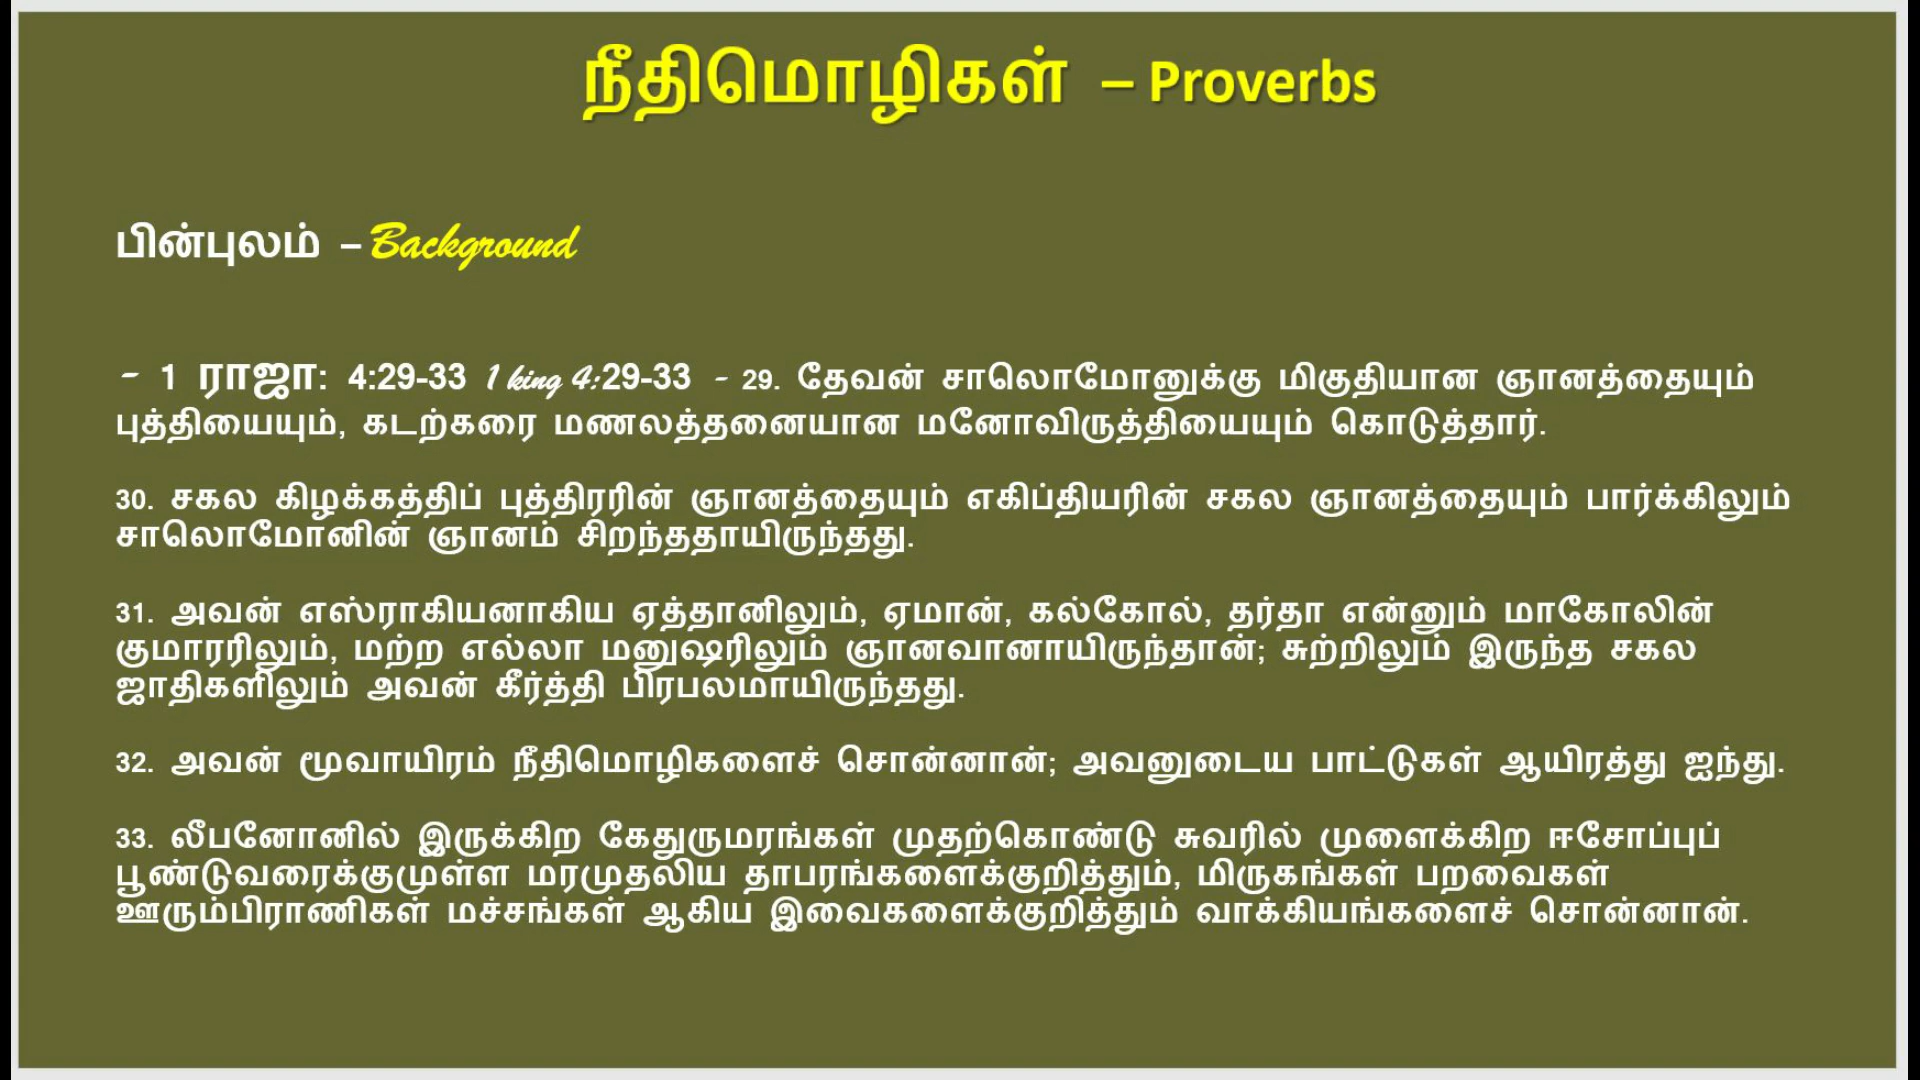 நீதிமொழிகள் – Proverbs
பின்புலம் – Background
- 1 ராஜா: 4:29-33 1 king 4:29-33 - 29. தேவன் சாலொமோனுக்கு மிகுதியான ஞானத்தையும்
புத்தியையும், கடற்கரை மணலத்தனையான மனோவிருத்தியையும் கொடுத்தார்.
30. சகல கிழக்கத்திப் புத்திரரின் ஞானத்தையும் எகிப்தியரின் சகல ஞானத்தையும் பார்க்கிலும்
சாலொமோனின் ஞானம் சிறந்ததாயிருந்தது.
31. அவன் எஸ்ராகியனாகிய ஏத்தானிலும், ஏமான், கல்கோல், தர்தா என்னும் மாகோலின்
குமாரரிலும், மற்ற எல்லா மனுஷரிலும் ஞானவானாயிருந்தான்; சுற்றிலும் இருந்த சகல
ஜாதிகளிலும் அவன் கீர்த்தி பிரபலமாயிருந்தது.
32. அவன் மூவாயிரம் நீதிமொழிகளைச் சொன்னான்; அவனுடைய பாட்டுகள் ஆயிரத்து ஐந்து.
33. லீபனோனில் இருக்கிற கேதுருமரங்கள் முதற்கொண்டு சுவரில் முளைக்கிற ஈசோப்புப்
பூண்டுவரைக்குமுள்ள மரமுதலிய தாபரங்களைக்குறித்தும், மிருகங்கள் பறவைகள்
ஊரும்பிராணிகள் மச்சங்கள் ஆகிய இவைகளைக்குறித்தும் வாக்கியங்களைச் சொன்னான்.